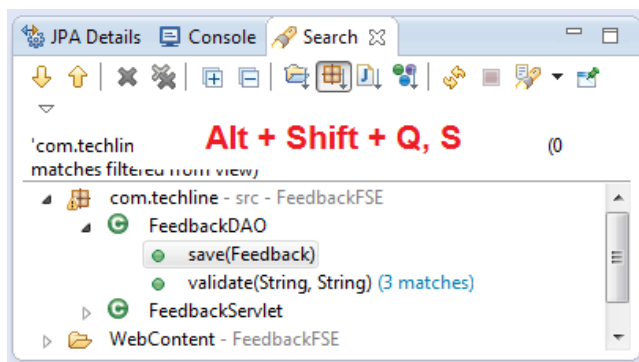 JPA Details Console Search
Alt + Shift + Q, S
'com.techlin (0
matches filtered from view)
com.techline - src - FeedbackFSE
FeedbackDAO
save(Feedback)
validate(String, String) (3 matches)
FeedbackServlet
WebContent - FeedbackFSE